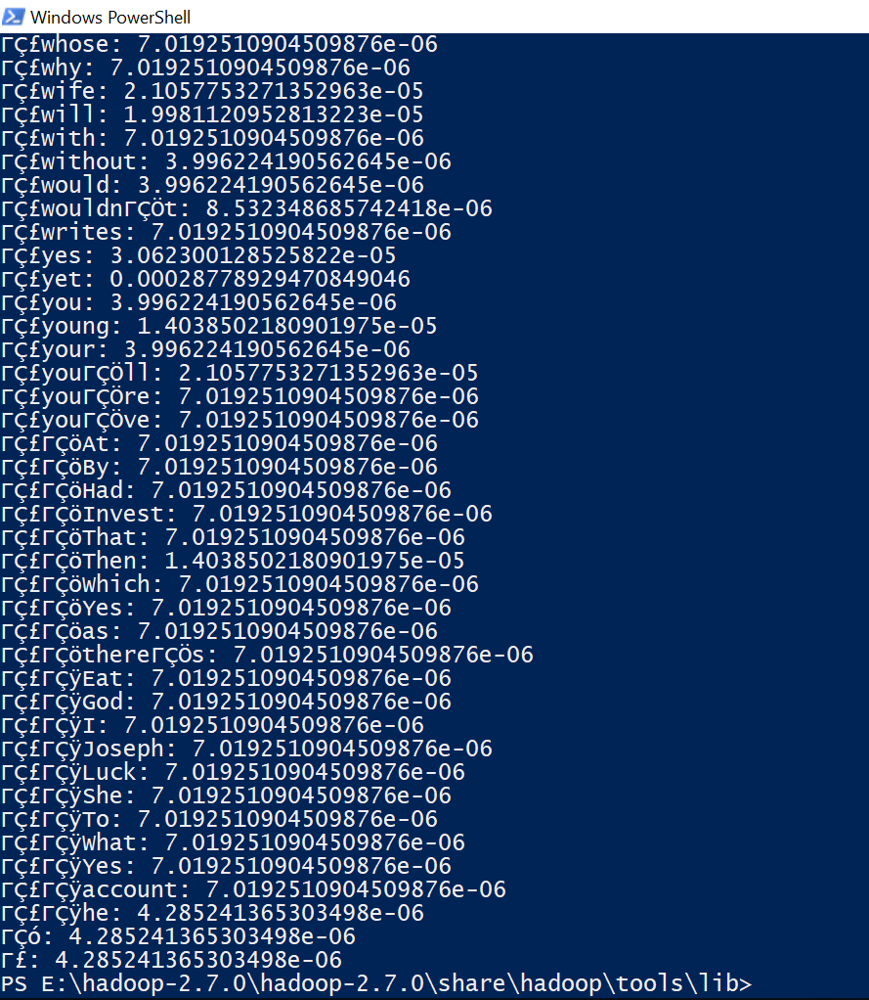 Windows PowerShell
ΓÇ£whose: 7.0192510904509876e-06
ΓÇ£why: 7.0192510904509876e-06
ΓÇ£wife: 2.1057753271352963e-05
ΓÇ£will: 1.9981120952813223e-05
ΓÇ£with: 7.0192510904509876e-06
ΓÇ£without: 3.996224190562645e-06
ΓÇ£would: 3.996224190562645e-06
ΓÇ£wouldnΓÇÖt: 8.532348685742418e-06
ΓÇ£writes: 7.0192510904509876e-06
ΓÇ£yes: 3.062300128525822e-05
ΓÇ£yet: 0.00028778929470849046
ΓÇ£you: 3.996224190562645e-06
ΓÇ£young: 1.4038502180901975e-05
ΓÇ£your: 3.996224190562645e-06
ΓÇ£youΓÇÖll: 2.1057753271352963e-05
ΓÇ£youΓÇÖre: 7.0192510904509876e-06
ΓÇ£youΓÇÖve: 7.0192510904509876e-06
ΓÇ£ΓÇöAt: 7.0192510904509876e-06
ΓÇ£ΓÇöBy: 7.0192510904509876e-06
ΓÇ£ΓÇöHad: 7.0192510904509876e-06
ΓÇ£ΓÇöInvest: 7.0192510904509876e-06
ΓÇ£ΓÇöThat: 7.0192510904509876e-06
ΓÇ£ΓÇöThen: 1.4038502180901975e-05
ΓÇ£ΓÇöWhich: 7.0192510904509876e-06
ΓÇ£ΓÇöYes: 7.0192510904509876e-06
ΓÇ£ΓÇöas: 7.0192510904509876e-06
ΓÇ£ΓÇöthereΓÇÖs: 7.0192510904509876e-06
ΓÇ£ΓÇÿEat: 7.0192510904509876e-06
ΓÇ£ΓÇÿGod: 7.0192510904509876e-06
ΓÇ£ΓÇÿI: 7.0192510904509876e-06
ΓÇ£ΓÇÿJoseph: 7.0192510904509876e-06
ΓÇ£ΓÇÿLuck: 7.0192510904509876e-06
ΓÇ£ΓÇÿShe: 7.0192510904509876e-06
ΓÇ£ΓÇÿTo: 7.0192510904509876e-06
ΓÇ£ΓÇÿWhat: 7.0192510904509876e-06
ΓÇ£ΓÇÿYes: 7.0192510904509876e-06
ΓÇ£ΓÇÿaccount: 7.0192510904509876e-06
ΓÇ£ΓÇÿhe: 4.285241365303498e-06
ΓÇó: 4.285241365303498e-06
Γ£: 4.285241365303498e-06
PS E:\hadoop-2.7.0\hadoop-2.7.0\share\hadoop\tools\lib>